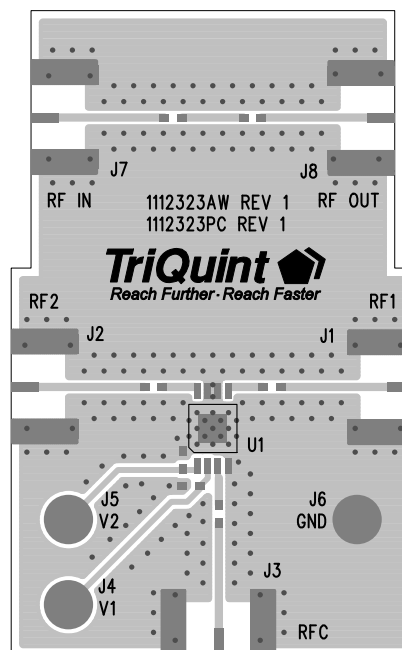 J7
J8
RF IN
RF OUT
1112323AW REV 1
1112323PC REV 1
TriQuint
Reach Further·Reach Faster
RF2
RF1
J2
J1
U1
J5
V2
J6
GND
J4
V1
J3
RFC